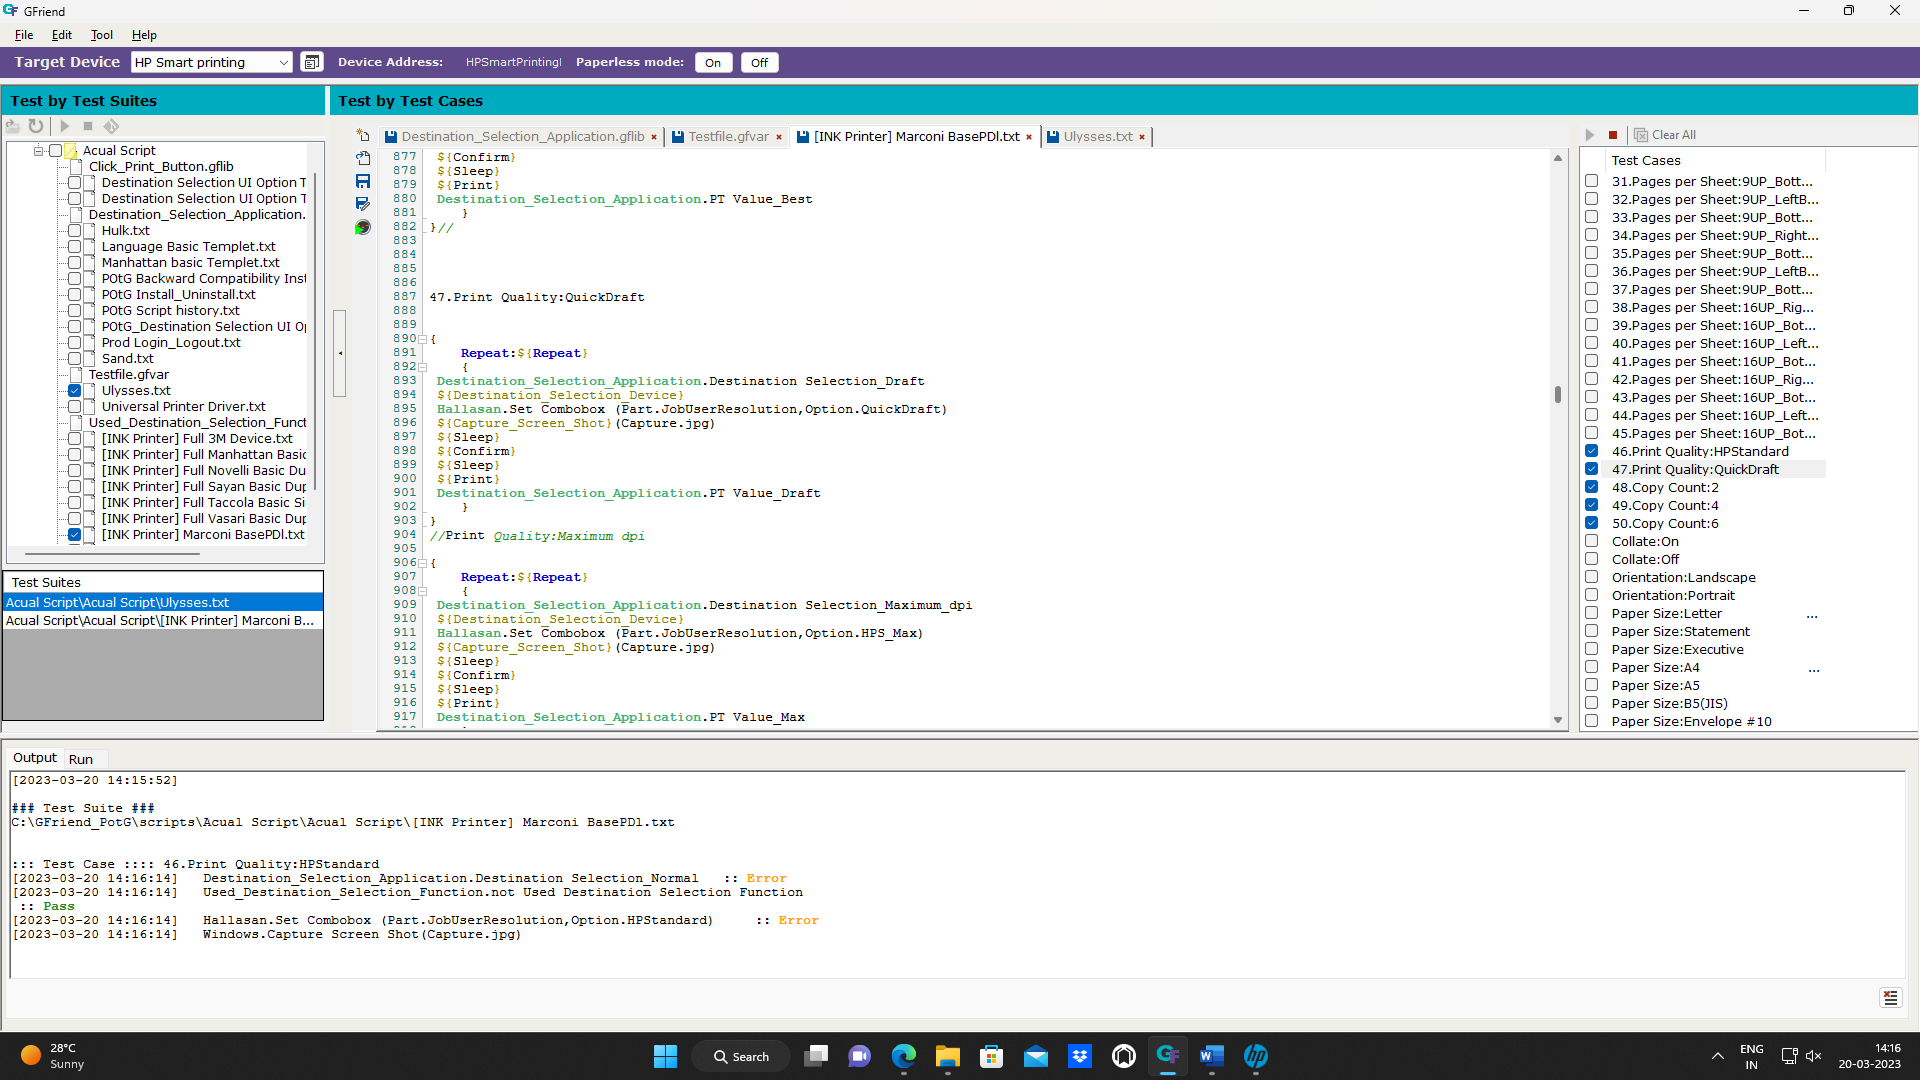 GFriend
File Edit Tool Help
Target Device HP Smart printing Device Address: HPSmartPrintingI Paperless mode: On Off
Test by Test Suites
Acual Script
Click_Print_Button.gflib
Destination Selection UI Option T
Destination Selection UI Option T
Destination_Selection_Application.
Hulk.txt
Language Basic Templet.txt
Manhattan basic Templet.txt
POtG Backward Compatibility Inst
POtG Install_Uninstall.txt
POtG Script history.txt
POtG_Destination Selection UI Op
Prod Login_Logout.txt
Sand.txt
Testfile.gfvar
Ulysses.txt
Universal Printer Driver.txt
Used_Destination_Selection_Funct
[INK Printer] Full 3M Device.txt
[INK Printer] Full Manhattan Basic
[INK Printer] Full Novelli Basic Du
[INK Printer] Full Sayan Basic Dup
[INK Printer] Full Taccola Basic Si
[INK Printer] Full Vasari Basic Dup
[INK Printer] Marconi BasePDl.txt
Test Suites
Acual Script\Acual Script\Ulysses.txt
Acual Script\Acual Script\[INK Printer] Marconi B...
Test by Test Cases
Destination_Selection_Application.gflib Testfile.gfvar [INK Printer] Marconi BasePDl.txt Ulysses.txt
877 ${Confirm}
878 ${Sleep}
879 ${Print}
880 Destination_Selection_Application.PT Value_Best
881 }
882 }//
883
884
885
886
887 47.Print Quality:QuickDraft
888
889
890 {
891 Repeat:${Repeat}
892 {
893 Destination_Selection_Application.Destination Selection_Draft
894 ${Destination_Selection_Device}
895 Hallasan.Set Combobox (Part.JobUserResolution,Option.QuickDraft)
896 ${Capture_Screen_Shot}(Capture.jpg)
897 ${Sleep}
898 ${Confirm}
899 ${Sleep}
900 ${Print}
901 Destination_Selection_Application.PT Value_Draft
902 }
903 }
904 //Print Quality:Maximum dpi
905
906 {
907 Repeat:${Repeat}
908 {
909 Destination_Selection_Application.Destination Selection_Maximum_dpi
910 ${Destination_Selection_Device}
911 Hallasan.Set Combobox (Part.JobUserResolution,Option.HPS_Max)
912 ${Capture_Screen_Shot}(Capture.jpg)
913 ${Sleep}
914 ${Confirm}
915 ${Sleep}
916 ${Print}
917 Destination_Selection_Application.PT Value_Max
Clear All
Test Cases
31.Pages per Sheet:9UP_Bott...
32.Pages per Sheet:9UP_LeftB...
33.Pages per Sheet:9UP_Bott...
34.Pages per Sheet:9UP_Right...
35.Pages per Sheet:9UP_Bott...
36.Pages per Sheet:9UP_LeftB...
37.Pages per Sheet:9UP_Bott...
38.Pages per Sheet:16UP_Rig...
39.Pages per Sheet:16UP_Bot...
40.Pages per Sheet:16UP_Left...
41.Pages per Sheet:16UP_Bot...
42.Pages per Sheet:16UP_Rig...
43.Pages per Sheet:16UP_Bot...
44.Pages per Sheet:16UP_Left...
45.Pages per Sheet:16UP_Bot...
46.Print Quality:HPStandard
47.Print Quality:QuickDraft
48.Copy Count:2
49.Copy Count:4
50.Copy Count:6
Collate:On
Collate:Off
Orientation:Landscape
Orientation:Portrait
Paper Size:Letter ...
Paper Size:Statement
Paper Size:Executive
Paper Size:A4 ...
Paper Size:A5
Paper Size:B5(JIS)
Paper Size:Envelope #10
Output Run
[2023-03-20 14:15:52]
### Test Suite ###
C:\GFriend_PotG\scripts\Acual Script\Acual Script\[INK Printer] Marconi BasePDl.txt
::: Test Case :::: 46.Print Quality:HPStandard
[2023-03-20 14:16:14] Destination_Selection_Application.Destination Selection_Normal :: Error
[2023-03-20 14:16:14] Used_Destination_Selection_Function.not Used Destination Selection Function
:: Pass
[2023-03-20 14:16:14] Hallasan.Set Combobox (Part.JobUserResolution,Option.HPStandard) :: Error
[2023-03-20 14:16:14] Windows.Capture Screen Shot(Capture.jpg)
28°C
Sunny
Search
ENG
IN
14:16
20-03-2023